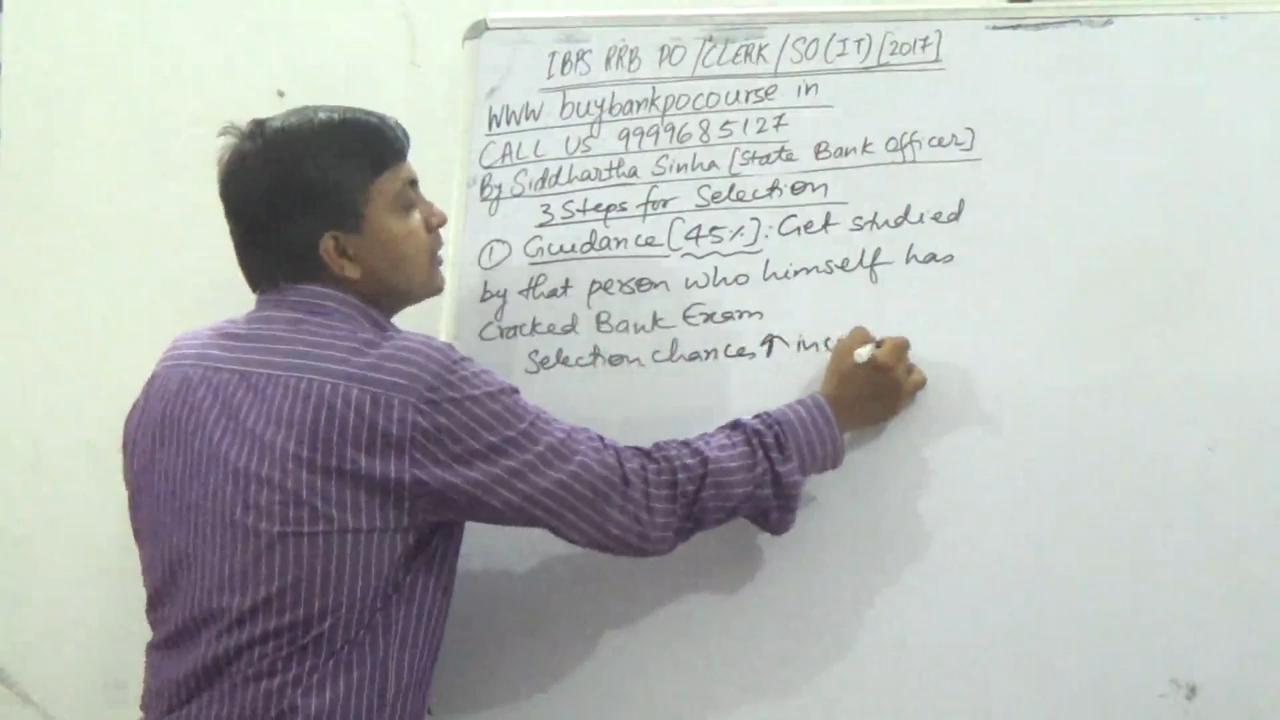 IBPS RRB PO/CLERK/SO(IT)[2017]
WWW buybankpocourse in
CALL US 9999685127
By Siddhartha Sinha [State Bank Officer]
3 Steps for Selection
① Guidance [45%]: Get studied
by that person who himself has
Cracked Bank Exam
Selection chances ↑